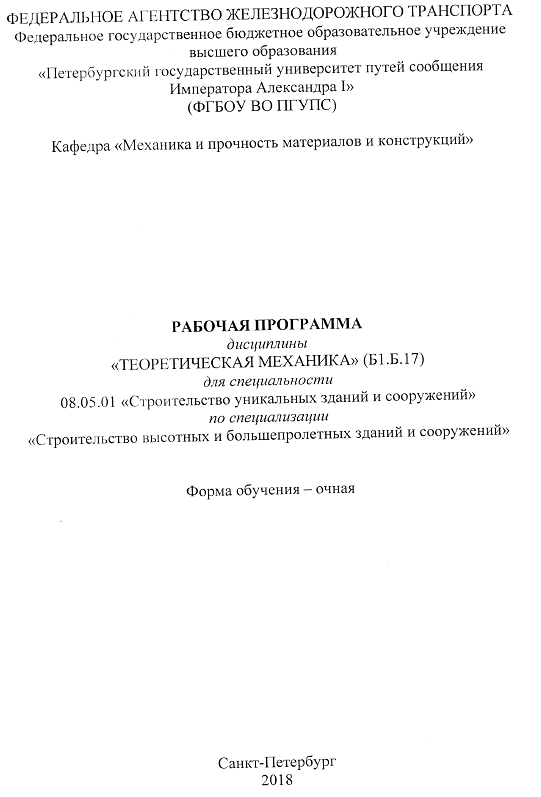 ФЕДЕРАЛЬНОЕ АГЕНТСТВО ЖЕЛЕЗНОДОРОЖНОГО ТРАНСПОРТА
Федеральное государственное бюджетное образовательное учреждение
высшего образования
«Петербургский государственный университет путей сообщения
Императора Александра I»
(ФГБОУ ВО ПГУПС)
Кафедра «Механика и прочность материалов и конструкций»
РАБОЧАЯ ПРОГРАММА
дисциплины
«ТЕОРЕТИЧЕСКАЯ МЕХАНИКА» (Б1.Б.17)
для специальности
08.05.01 «Строительство уникальных зданий и сооружений»
по специализации
«Строительство высотных и большепролетных зданий и сооружений»
Форма обучения – очная
Санкт-Петербург
2018